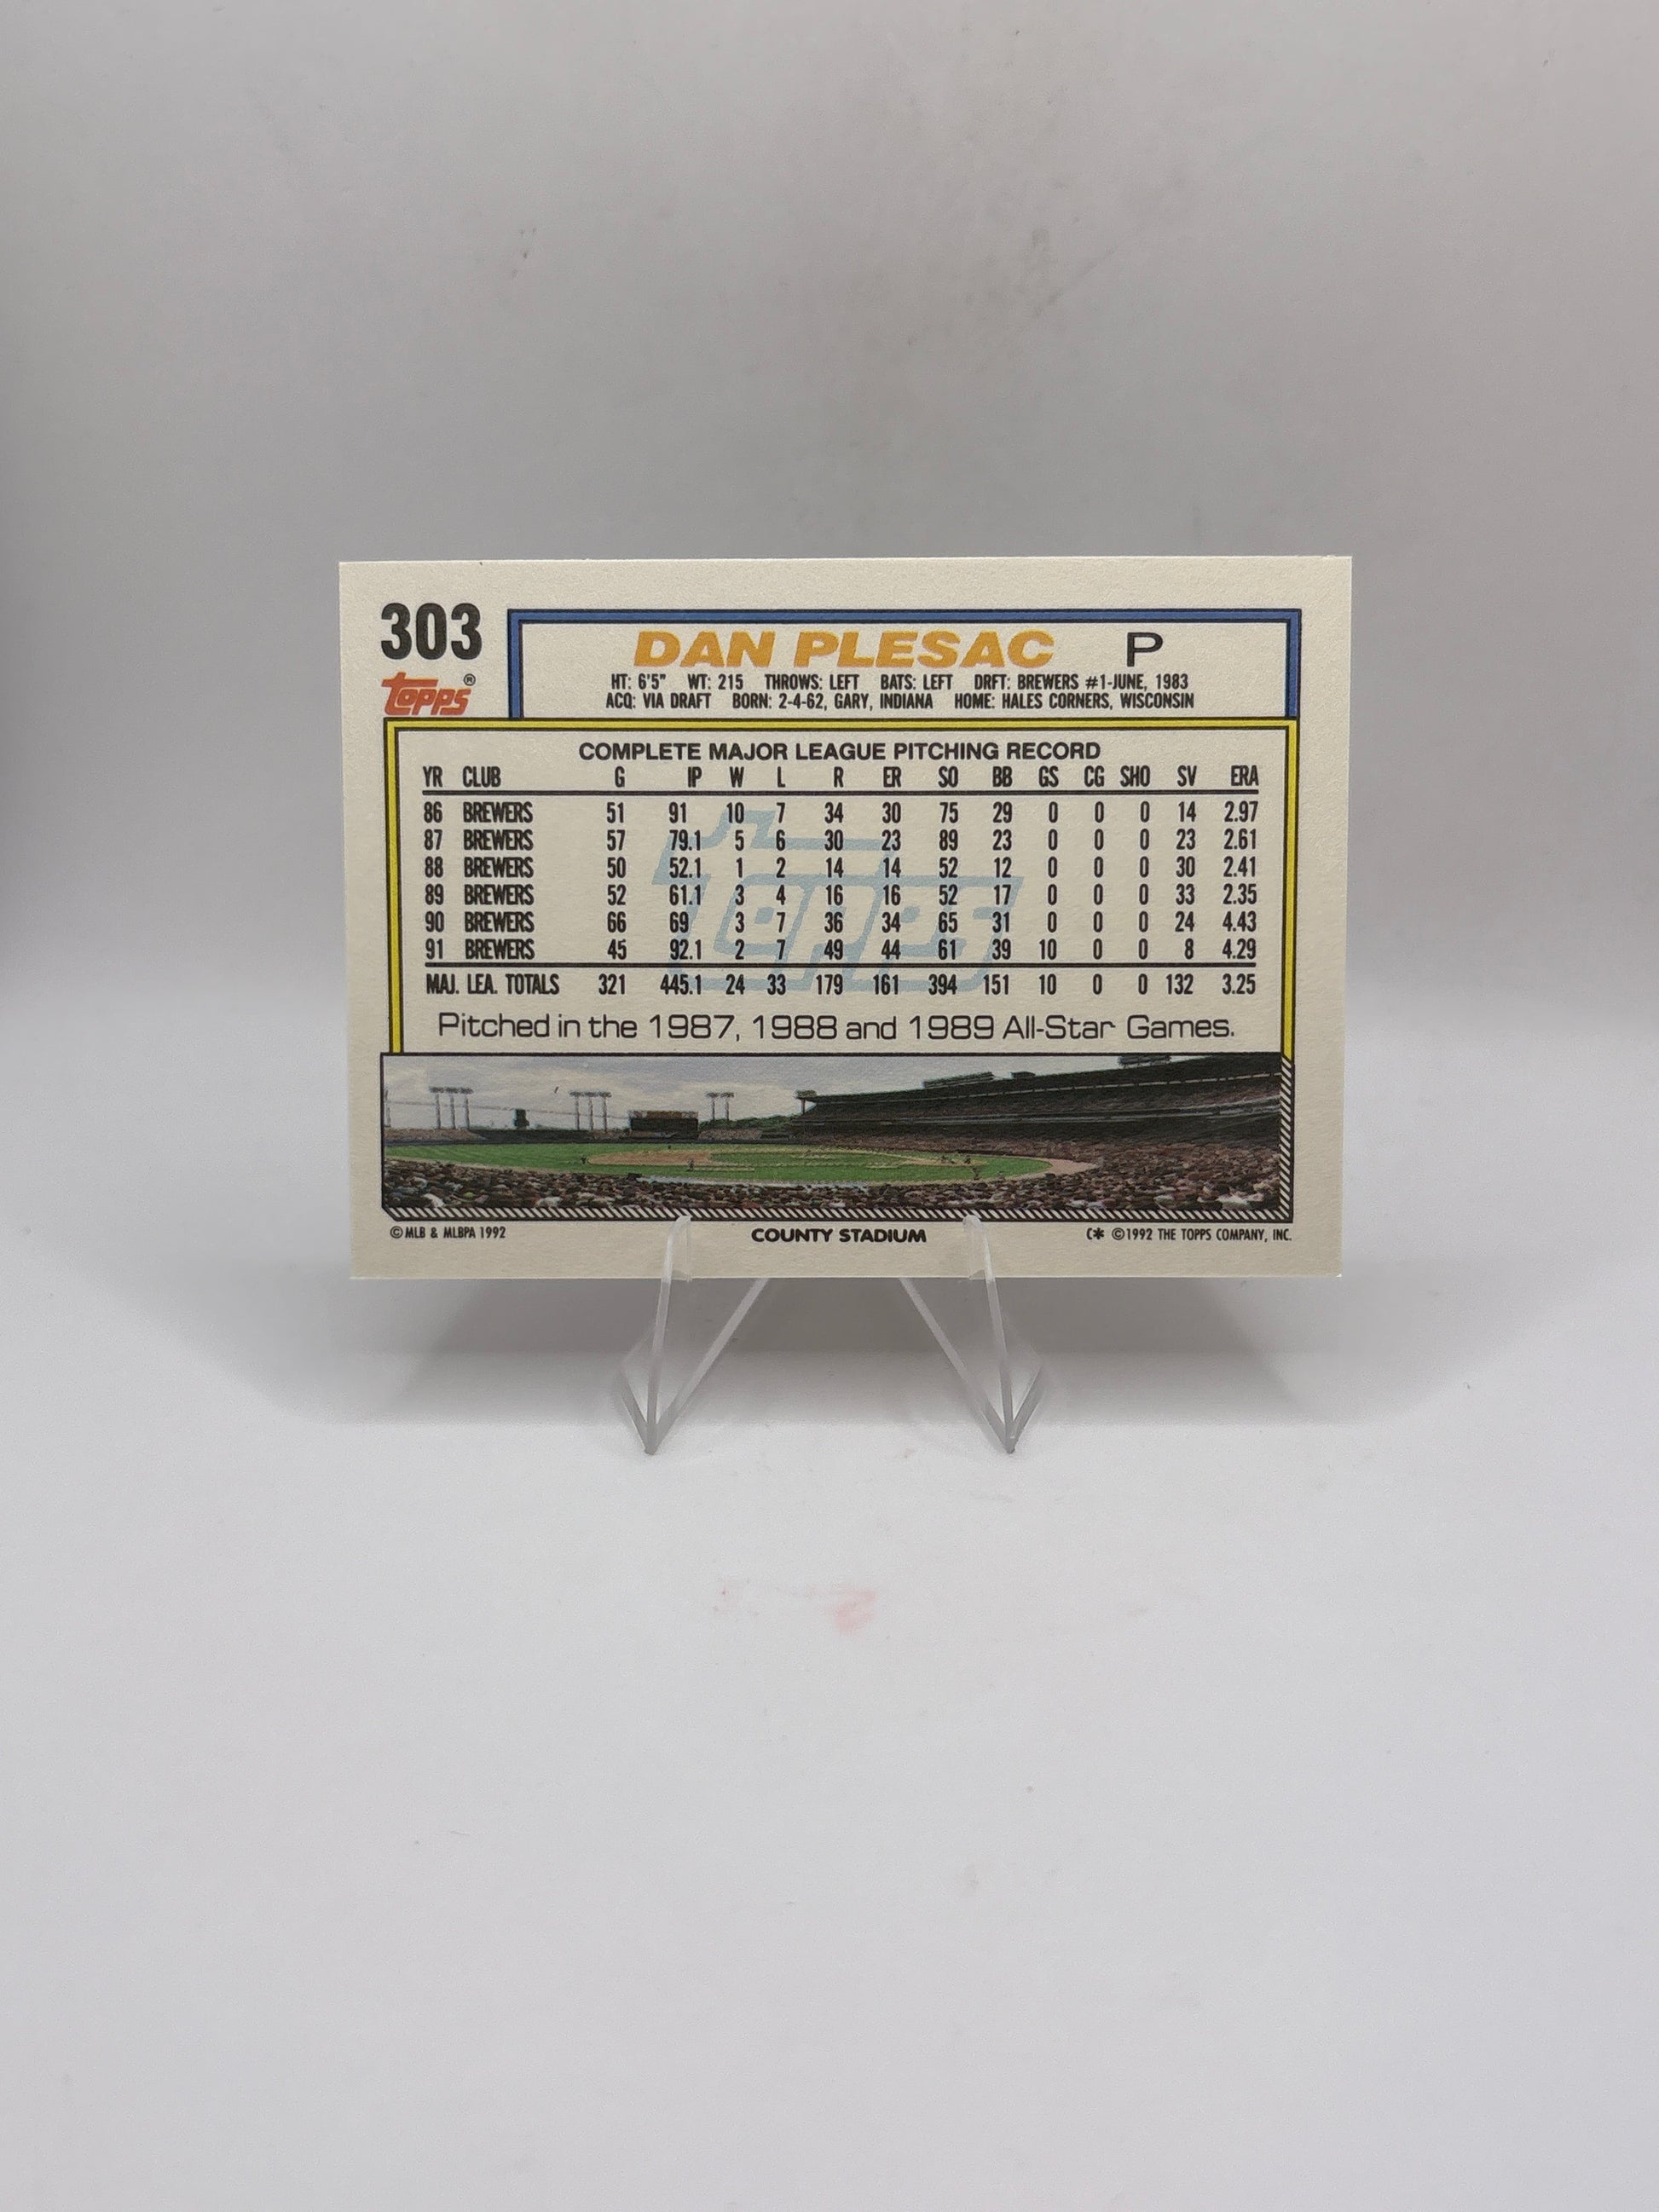 303
DAN PLESAC P
topps®
HT: 6'5" WT: 215 THROWS: LEFT BATS: LEFT DRFT: BREWERS #1-JUNE, 1983
ACQ: VIA DRAFT BORN: 2-4-62, GARY, INDIANA HOME: HALES CORNERS, WISCONSIN
COMPLETE MAJOR LEAGUE PITCHING RECORD
YR CLUB G IP W L R ER SO BB GS CG SHO SV ERA
86 BREWERS 51 91 10 7 34 30 75 29 0 0 0 14 2.97
87 BREWERS 57 79.1 5 6 30 23 89 23 0 0 0 23 2.61
88 BREWERS 50 52.1 1 2 14 14 52 12 0 0 0 30 2.41
89 BREWERS 52 61.1 3 4 16 16 52 17 0 0 0 33 2.35
90 BREWERS 66 69 3 7 36 34 65 31 0 0 0 24 4.43
91 BREWERS 45 92.1 2 7 49 44 61 39 10 0 0 8 4.29
MAJ. LEA. TOTALS 321 445.1 24 33 179 161 394 151 10 0 0 132 3.25
topps
Pitched in the 1987, 1988 and 1989 All-Star Games.
© MLB & MLBPA 1992 COUNTY STADIUM C* © 1992 THE TOPPS COMPANY, INC.